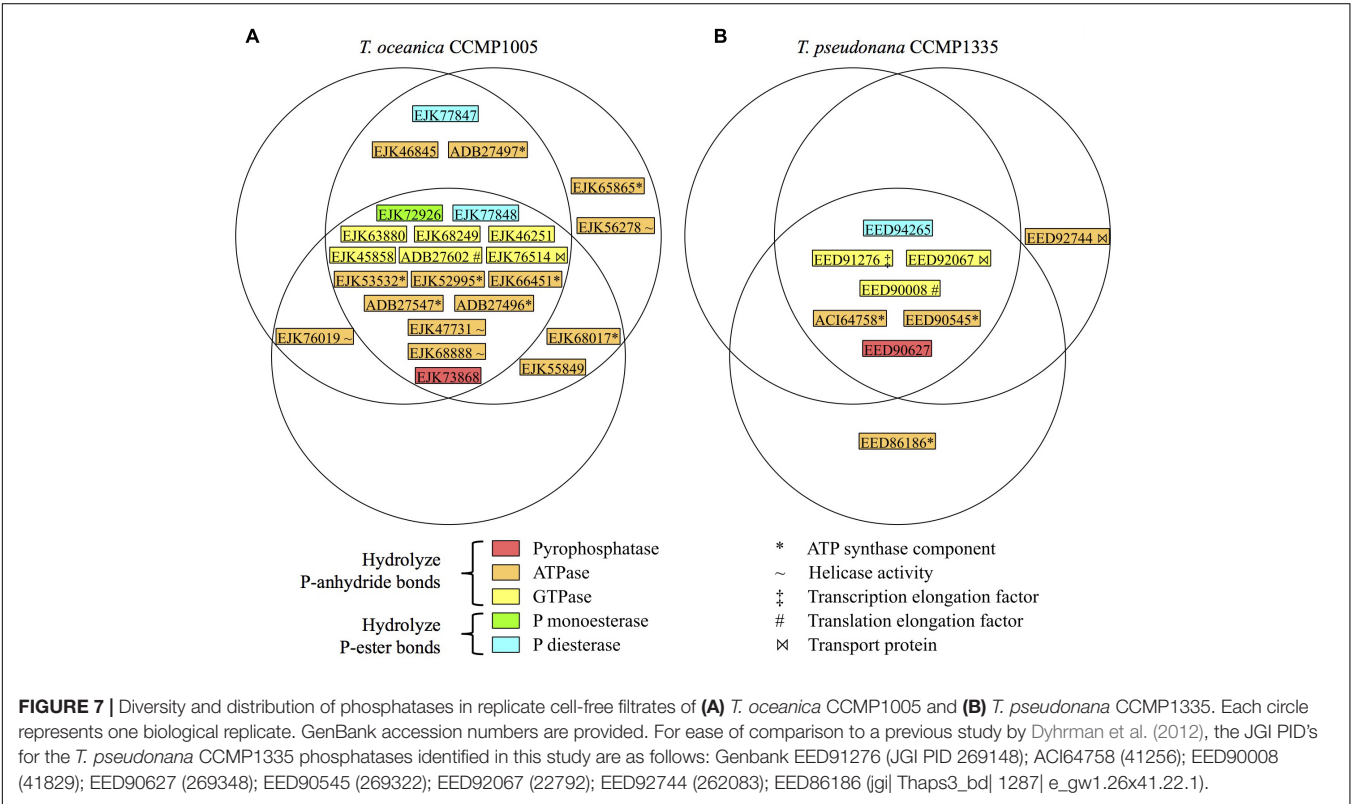 A
T. oceanica CCMP1005
B
T. pseudonana CCMP1335
EJK77847
EJK46845 ADB27497*
EJK65865*
EJK56278 ~
EJK72926 EJK77848
EJK63880 EJK68249 EJK46251
EJK45858 ADB27602 # EJK76514 ⋈
EJK53532* EJK52995* EJK66451*
ADB27547* ADB27496*
EJK47731 ~
EJK76019 ~
EJK68017*
EJK68888 ~
EJK55849
EJK73868
EED94265
EED92744 ⋈
EED91276 ‡ EED92067 ⋈
EED90008 #
ACI64758* EED90545*
EED90627
EED86186*
Hydrolyze
P-anhydride bonds
Pyrophosphatase
ATPase
GTPase
Hydrolyze
P-ester bonds
P monoesterase
P diesterase
* ATP synthase component
~ Helicase activity
‡ Transcription elongation factor
# Translation elongation factor
⋈ Transport protein
FIGURE 7 | Diversity and distribution of phosphatases in replicate cell-free filtrates of (A) T. oceanica CCMP1005 and (B) T. pseudonana CCMP1335. Each circle
represents one biological replicate. GenBank accession numbers are provided. For ease of comparison to a previous study by Dyhrman et al. (2012), the JGI PID's
for the T. pseudonana CCMP1335 phosphatases identified in this study are as follows: Genbank EED91276 (JGI PID 269148); ACI64758 (41256); EED90008
(41829); EED90627 (269348); EED90545 (269322); EED92067 (22792); EED92744 (262083); EED86186 (jgi| Thaps3_bd| 1287| e_gw1.26x41.22.1).